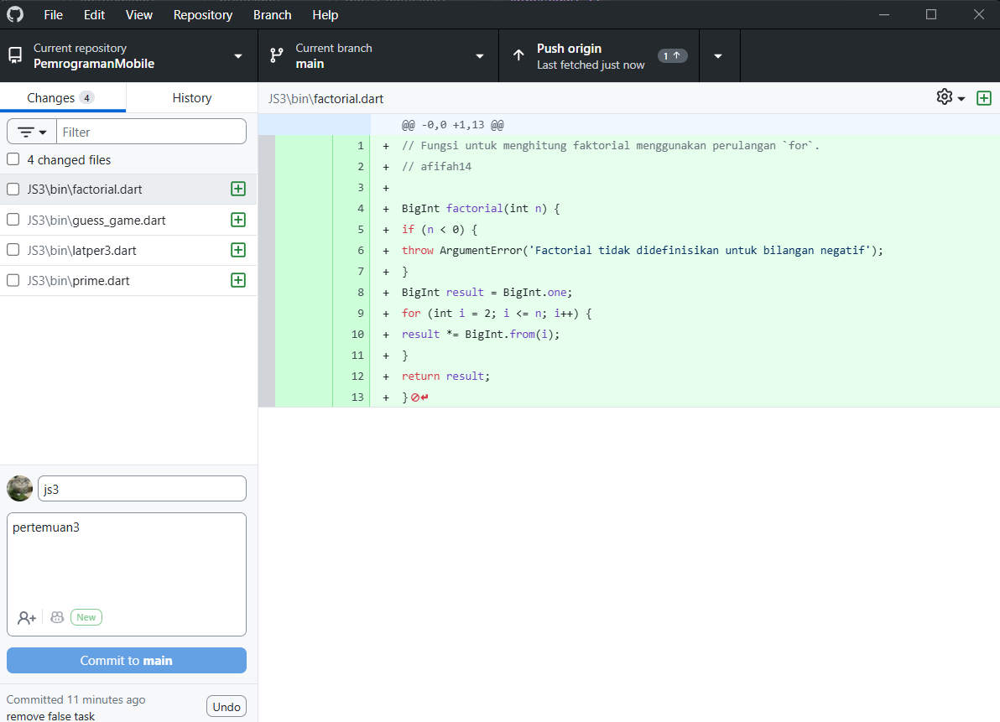 File Edit View Repository Branch Help
Current repository
PemrogramanMobile
Current branch
main
Push origin
Last fetched just now
1
Changes 4
History
JS3\bin\factorial.dart
Filter
4 changed files
JS3\bin\factorial.dart
JS3\bin\guess_game.dart
JS3\bin\latper3.dart
JS3\bin\prime.dart
@@ -0,0 +1,13 @@
1 + // Fungsi untuk menghitung faktorial menggunakan perulangan `for`.
2 + // afifah14
3 +
4 + BigInt factorial(int n) {
5 + if (n < 0) {
6 + throw ArgumentError('Factorial tidak didefinisikan untuk bilangan negatif');
7 + }
8 + BigInt result = BigInt.one;
9 + for (int i = 2; i <= n; i++) {
10 + result *= BigInt.from(i);
11 + }
12 + return result;
13 + }
js3
pertemuan3
New
Commit to main
Committed 11 minutes ago
remove false task
Undo